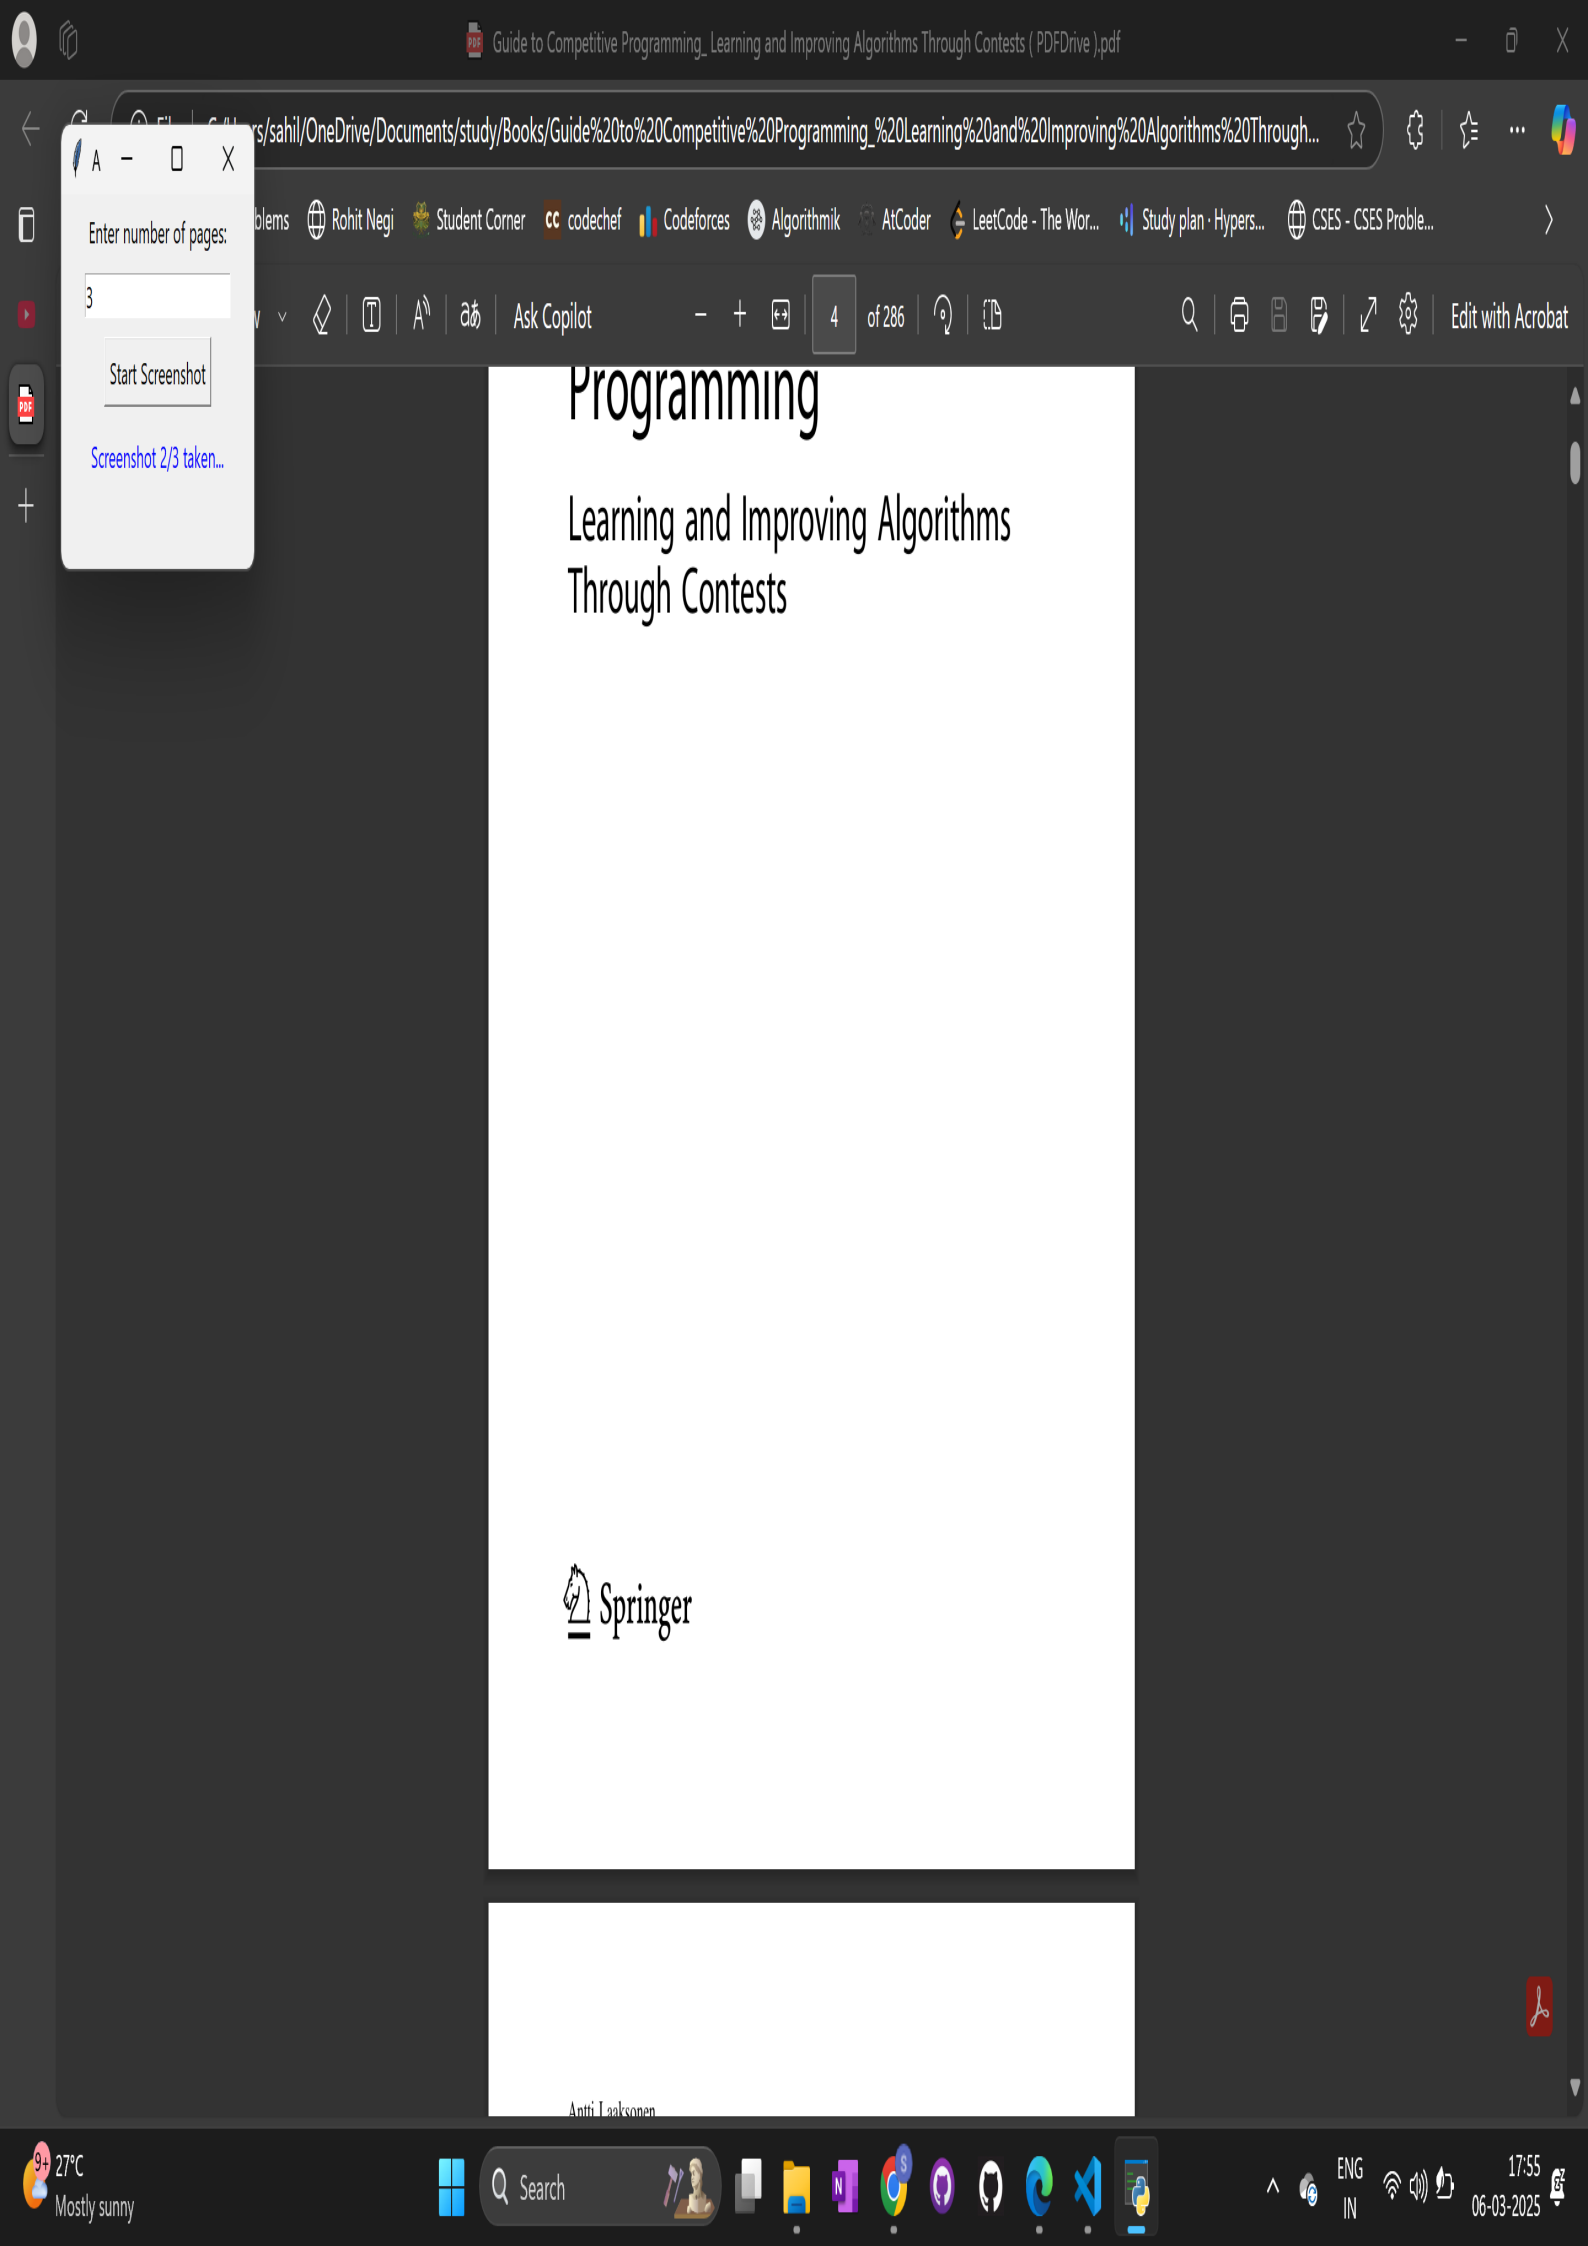 Guide to Competitive Programming_ Learning and Improving Algorithms Through Contests ( PDFDrive ).pdf
rs/sahil/OneDrive/Documents/study/Books/Guide%20to%20Competitive%20Programming_%20Learning%20and%20Improving%20Algorithms%20Through...
A
Enter number of pages:
3
Start Screenshot
Screenshot 2/3 taken...
blems
Rohit Negi
Student Corner
cc codechef
Codeforces
Algorithmik
AtCoder
LeetCode - The Wor...
Study plan · Hypers...
CSES - CSES Proble...
Ask Copilot
4 of 286
Edit with Acrobat
PDF
Programming
Learning and Improving Algorithms
Through Contests
Springer
Antti Laaksonen
9+
27°C
Mostly sunny
Search
N
S
ENG
IN
17:55
06-03-2025